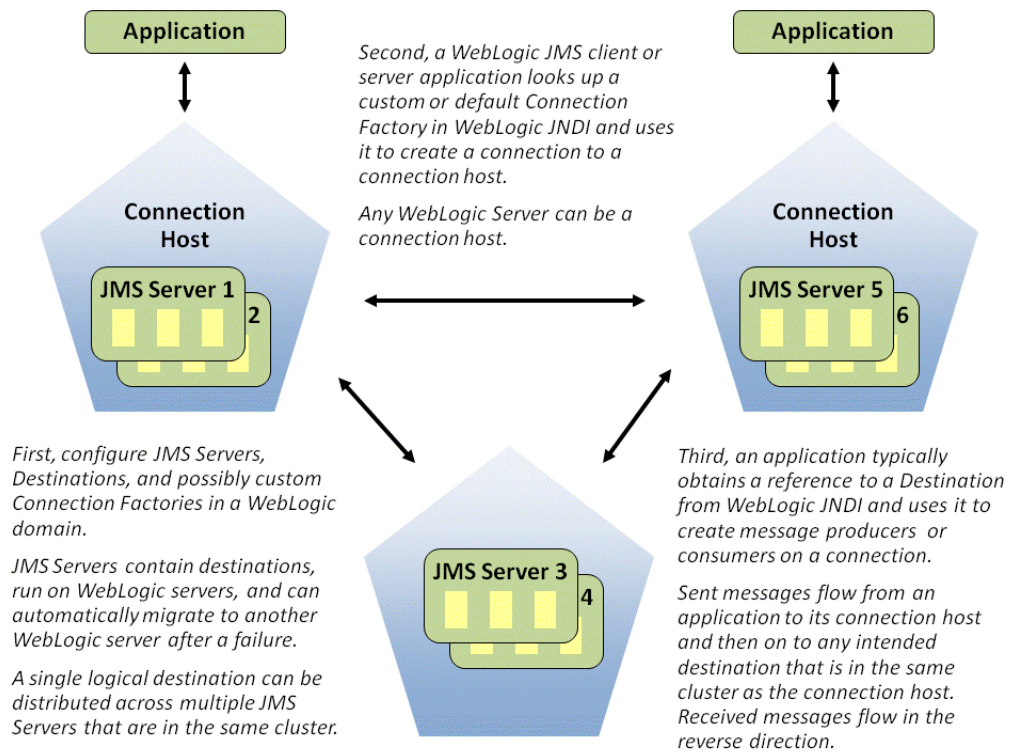 Application
Application
Second, a WebLogic JMS client or
server application looks up a
custom or default Connection
Factory in WebLogic JNDI and uses
it to create a connection to a
connection host.
Any WebLogic Server can be a
connection host.
Connection
Host
JMS Server 1
2
Connection
Host
JMS Server 5
6
First, configure JMS Servers,
Destinations, and possibly custom
Connection Factories in a WebLogic
domain.
JMS Servers contain destinations,
run on WebLogic servers, and can
automatically migrate to another
WebLogic server after a failure.
A single logical destination can be
distributed across multiple JMS
Servers that are in the same cluster.
JMS Server 3
4
Third, an application typically
obtains a reference to a Destination
from WebLogic JNDI and uses it to
create message producers or
consumers on a connection.
Sent messages flow from an
application to its connection host
and then on to any intended
destination that is in the same
cluster as the connection host.
Received messages flow in the
reverse direction.